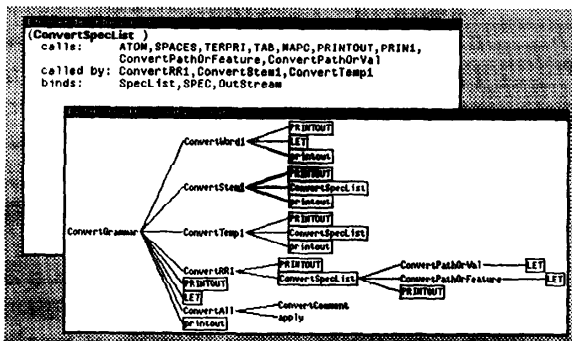 (ConvertSpecList )
calls: ATOM,SPACES,TERPRI,TAB,MAPC,PRINTOUT,PRIN1,
ConvertPathOrFeature,ConvertPathOrVal
called by: ConvertRR1,ConvertStem1,ConvertTemp1
binds: SpecList,SPEC,OutStream
PRINTOUT
ConvertWord1
LET
printout
PRINTOUT
ConvertStem1
ConvertSpecList
printout
PRINTOUT
ConvertGrammar
ConvertTemp1
ConvertSpecList
printout
PRINTOUT
ConvertPathOrVal
LET
ConvertRR1
ConvertSpecList
ConvertPathOrFeature
LET
PRINTOUT
PRINTOUT
LET
ConvertAll
ConvertComment
printout
apply